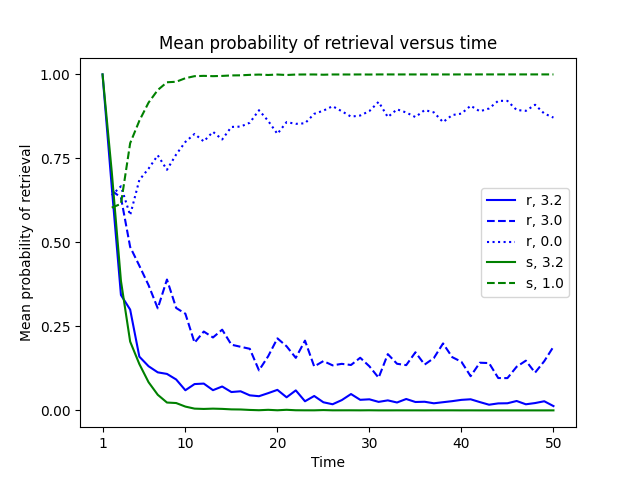 Mean probability of retrieval versus time
1.00
0.75
0.50
0.25
0.00
Mean probability of retrieval
r, 3.2
r, 3.0
r, 0.0
s, 3.2
s, 1.0
1 10 20 30 40 50
Time